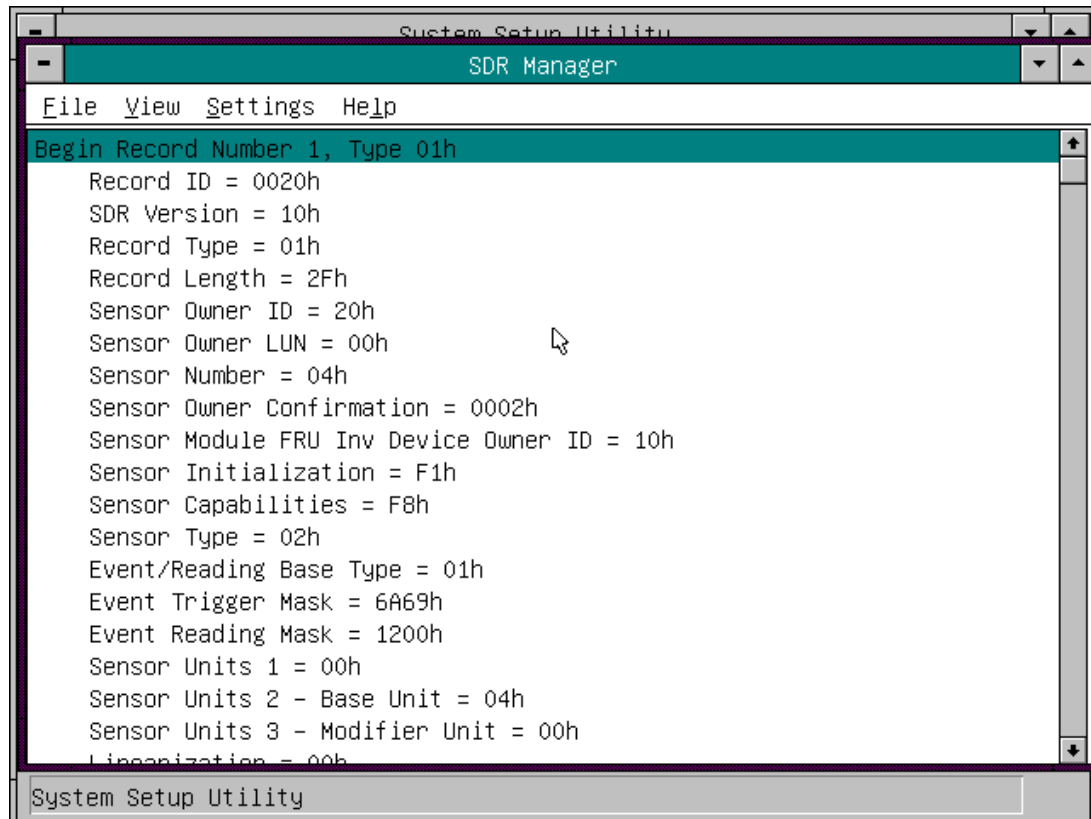 System Setup Utility
SDR Manager
File View Settings Help
Begin Record Number 1, Type 01h
Record ID = 0020h
SDR Version = 10h
Record Type = 01h
Record Length = 2Fh
Sensor Owner ID = 20h
Sensor Owner LUN = 00h
Sensor Number = 04h
Sensor Owner Confirmation = 0002h
Sensor Module FRU Inv Device Owner ID = 10h
Sensor Initialization = F1h
Sensor Capabilities = F8h
Sensor Type = 02h
Event/Reading Base Type = 01h
Event Trigger Mask = 6A69h
Event Reading Mask = 1200h
Sensor Units 1 = 00h
Sensor Units 2 - Base Unit = 04h
Sensor Units 3 - Modifier Unit = 00h
Linearization = 00h
System Setup Utility